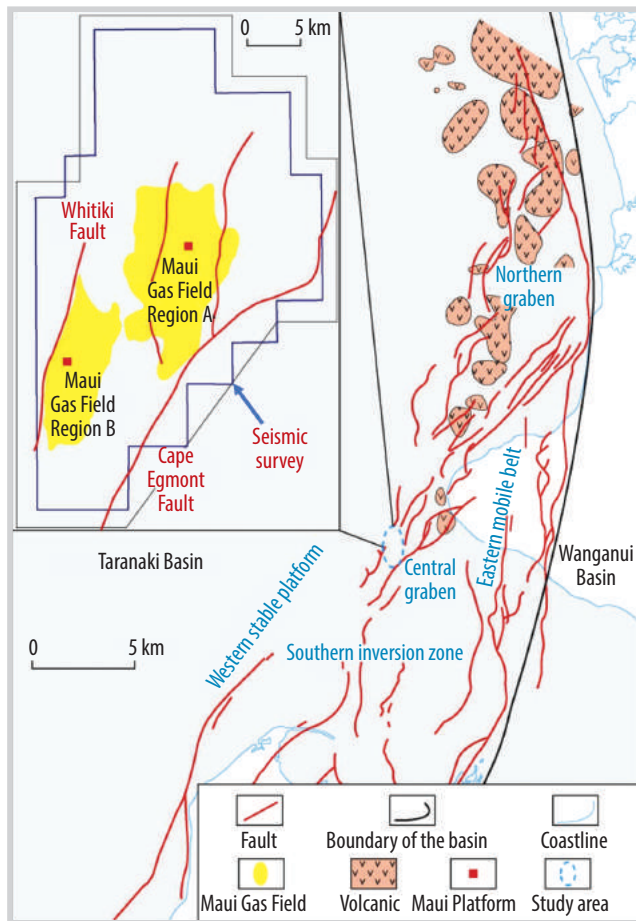 0 5 km
Whitiki
Fault
Maui
Gas Field
Region A
Maui
Gas Field
Region B
Seismic
survey
Cape
Egmont
Fault
Northern
graben
Eastern mobile belt
Wanganui
Basin
Taranaki Basin
Western stable platform
Central
graben
0 5 km
Southern inversion zone
Fault
Boundary of the basin
Coastline
Maui Gas Field
Volcanic
Maui Platform
Study area